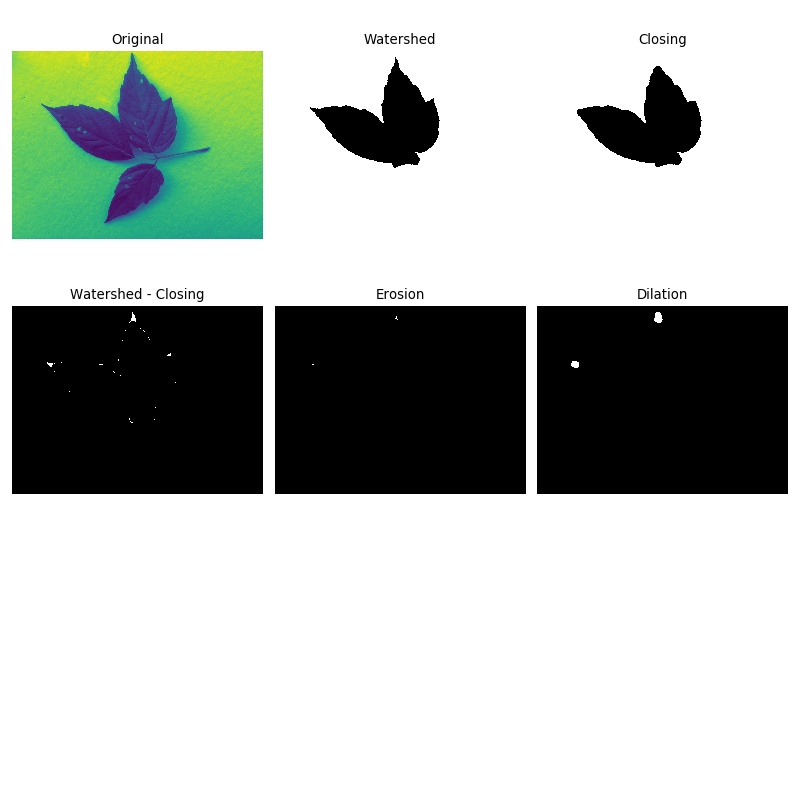 Original
Watershed
Closing
Watershed - Closing
Erosion
Dilation